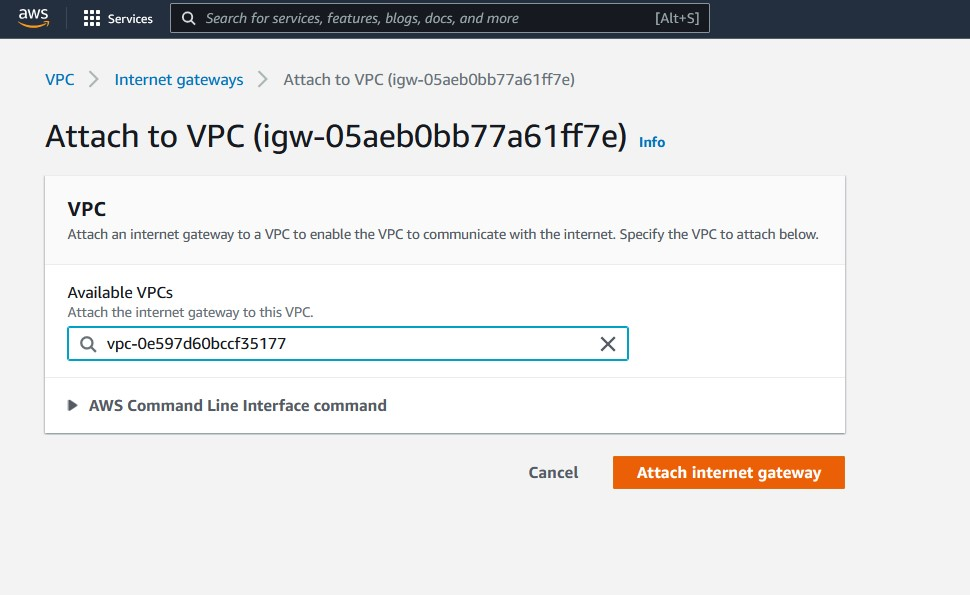 aws Services Search for services, features, blogs, docs, and more [Alt+S]
VPC Internet gateways Attach to VPC (igw-05aeb0bb77a61ff7e)
Attach to VPC (igw-05aeb0bb77a61ff7e) Info
VPC
Attach an internet gateway to a VPC to enable the VPC to communicate with the internet. Specify the VPC to attach below.
Available VPCs
Attach the internet gateway to this VPC.
vpc-0e597d60bccf35177
AWS Command Line Interface command
Cancel Attach internet gateway